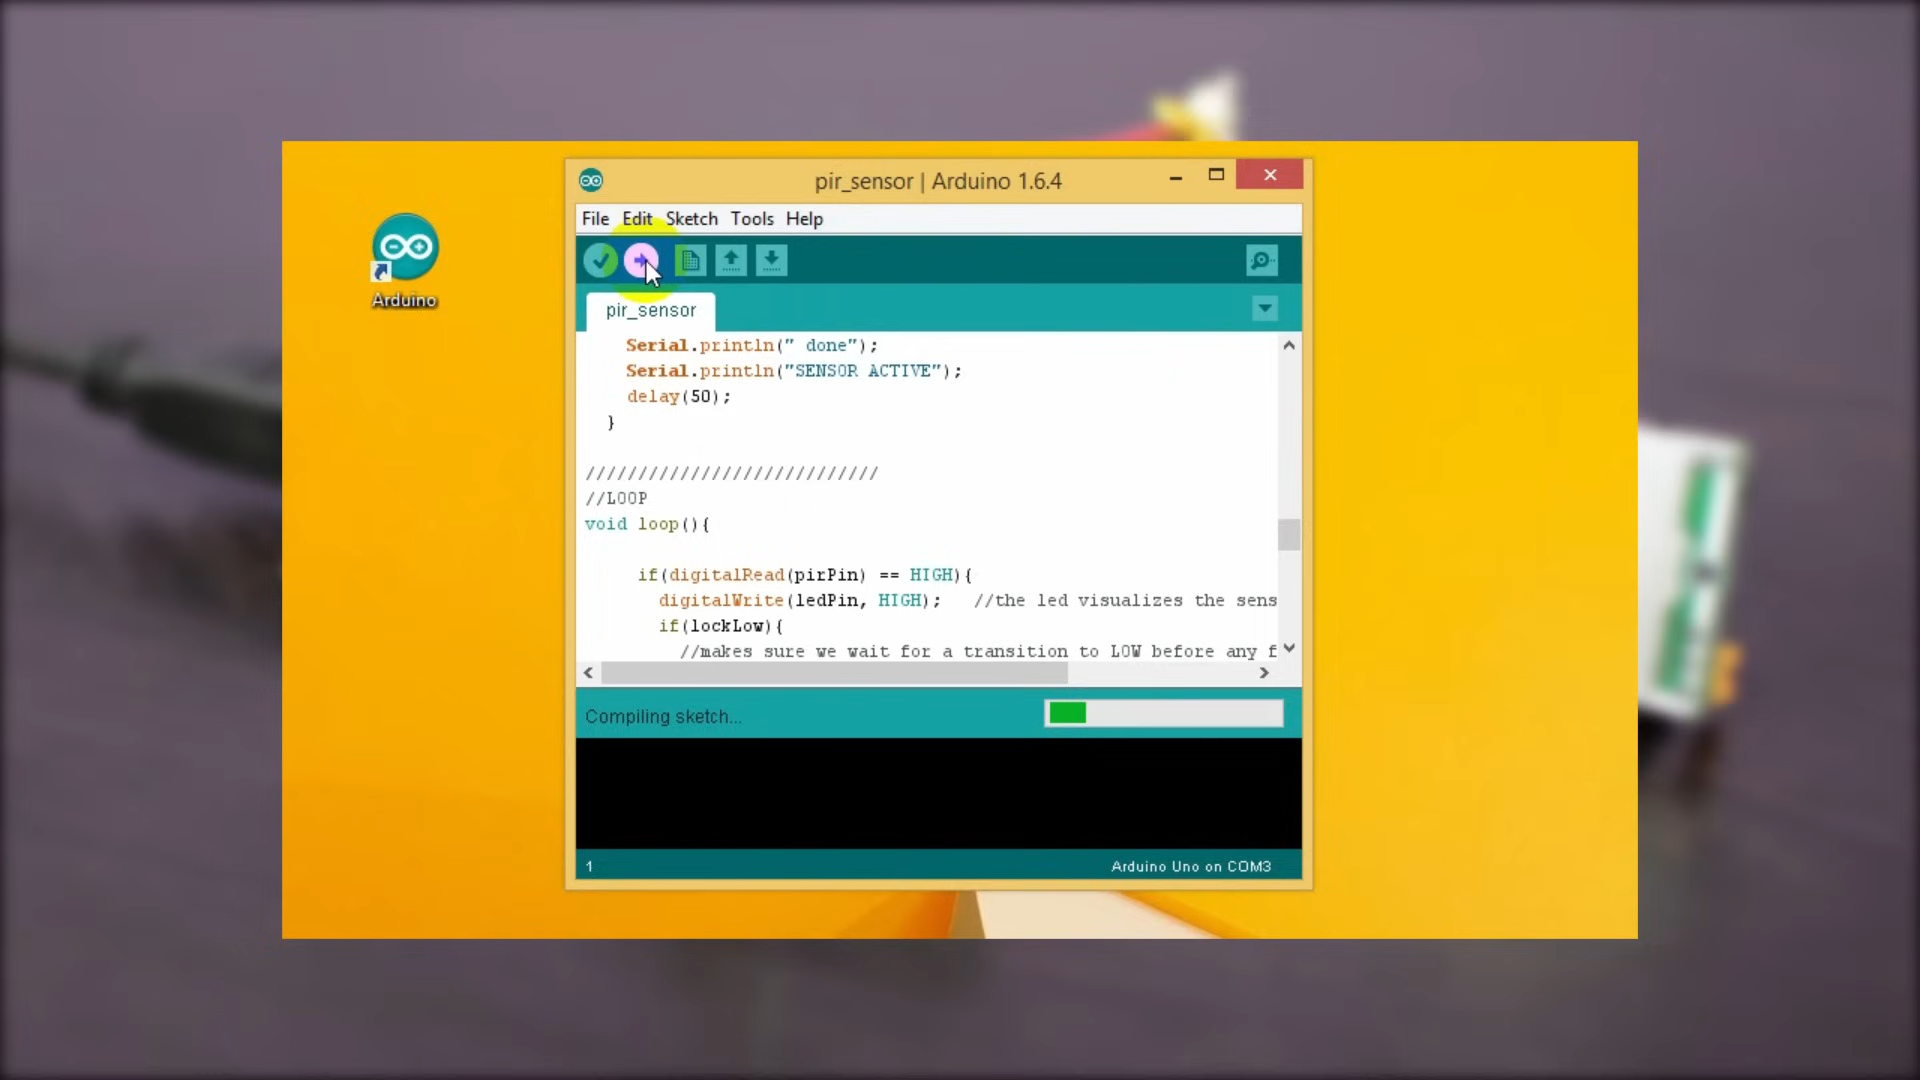 Arduino
pir_sensor | Arduino 1.6.4
File Edit Sketch Tools Help
pir_sensor
Serial.println(" done");
Serial.println("SENSOR ACTIVE");
delay(50);
}
////////////////////////////
//LOOP
void loop(){
if(digitalRead(pirPin) == HIGH){
digitalWrite(ledPin, HIGH);   //the led visualizes the sens
if(lockLow){
//makes sure we wait for a transition to LOW before any f
Compiling sketch...
1
Arduino Uno on COM3